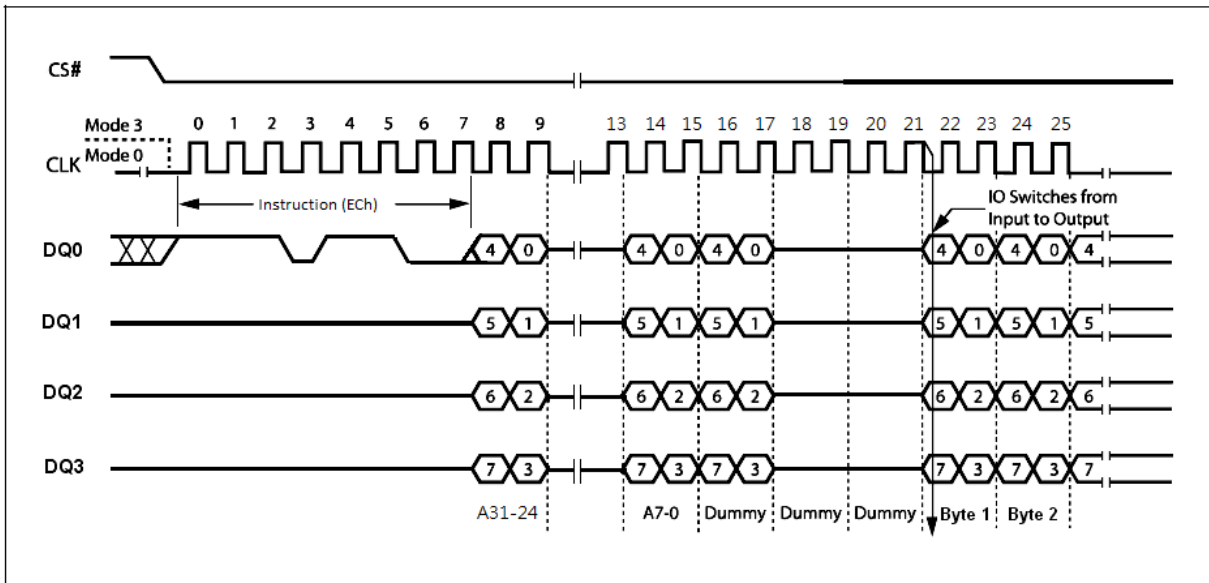 CS#
Mode 3
0 1 2 3 4 5 6 7 8 9 13 14 15 16 17 18 19 20 21 22 23 24 25
CLK Mode 0
Instruction (ECh)
IO Switches from
Input to Output
DQ0 4 0 4 0 4 0 4 0 4 0 4
DQ1 5 1 5 1 5 1 5 1 5 1 5
DQ2 6 2 6 2 6 2 6 2 6 2 6
DQ3 7 3 7 3 7 3 7 3 7 3 7
A31-24 A7-0 Dummy Dummy Dummy Byte 1 Byte 2